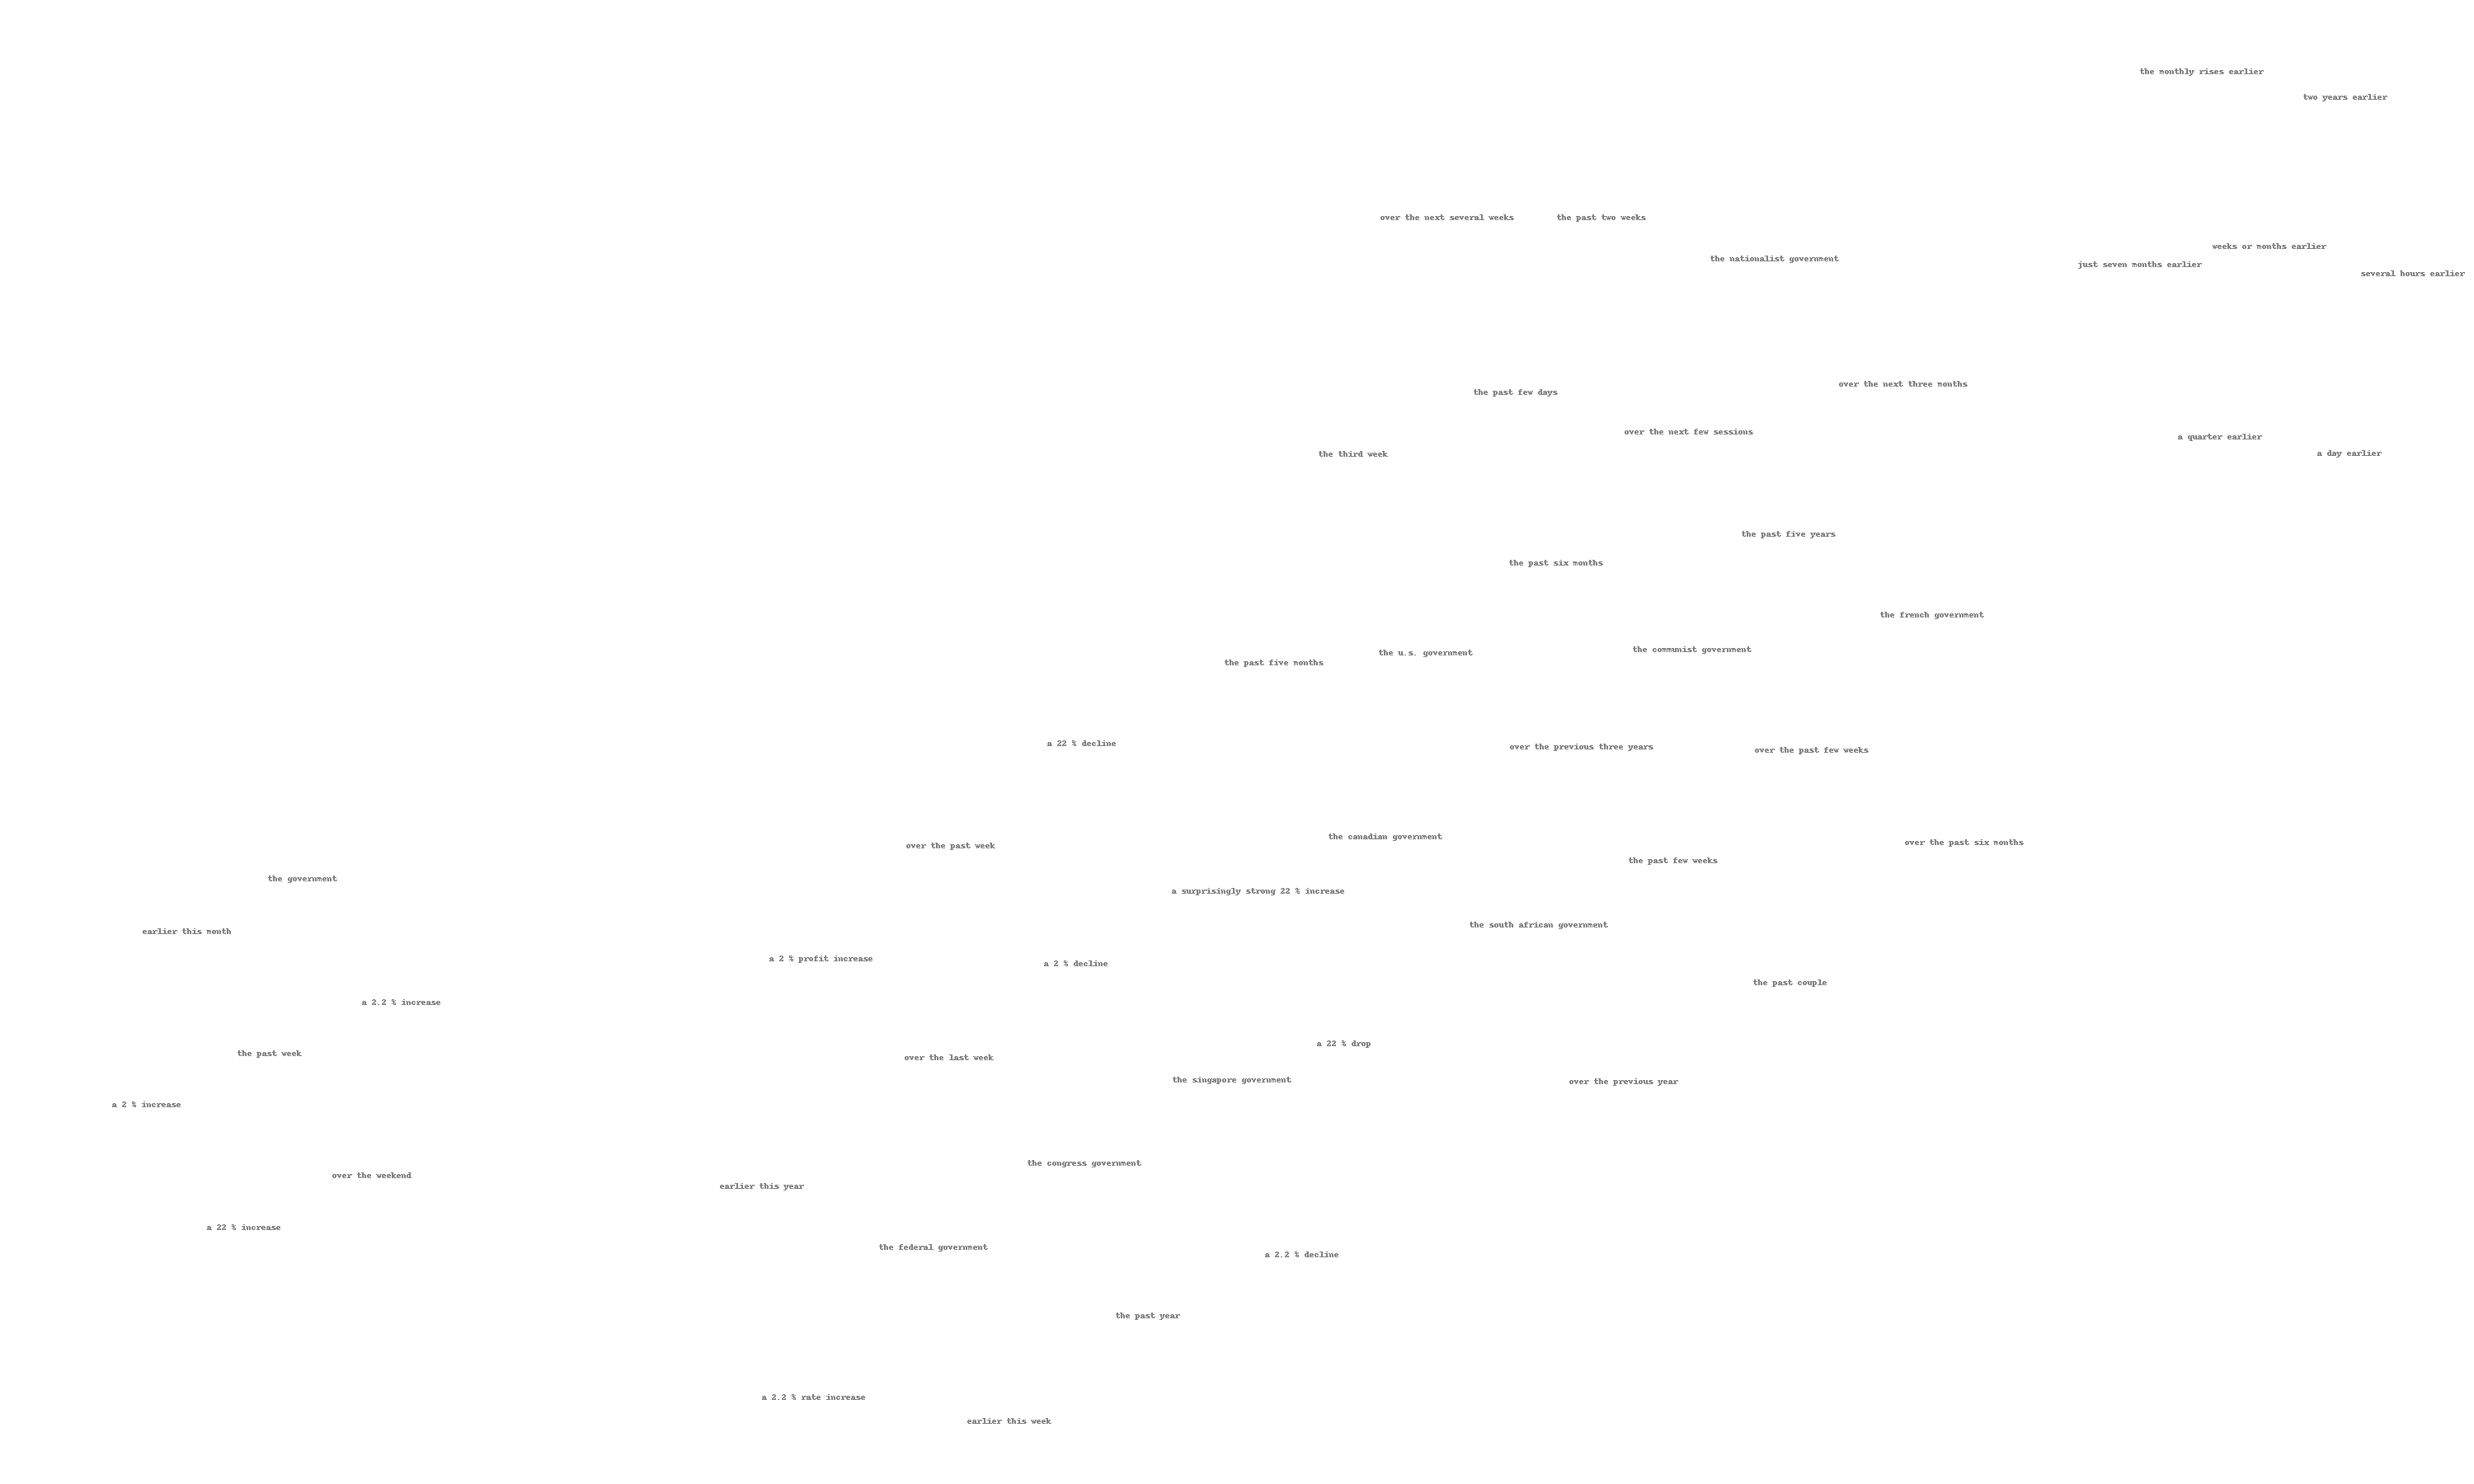 the monthly rises earlier
two years earlier
over the next several weeks
the past two weeks
weeks or months earlier
the nationalist government
just seven months earlier
several hours earlier
over the next three months
the past few days
over the next few sessions
a quarter earlier
the third week
a day earlier
the past five years
the past six months
the french government
the communist government
the u.s. government
the past five months
a 22 % decline
over the previous three years
over the past few weeks
the canadian government
over the past six months
over the past week
the past few weeks
the government
a surprisingly strong 22 % increase
the south african government
earlier this month
a 2 % profit increase
a 2 % decline
the past couple
a 2.2 % increase
a 22 % drop
the past week
over the last week
the singapore government
over the previous year
a 2 % increase
the congress government
over the weekend
earlier this year
a 22 % increase
the federal government
a 2.2 % decline
the past year
a 2.2 % rate increase
earlier this week